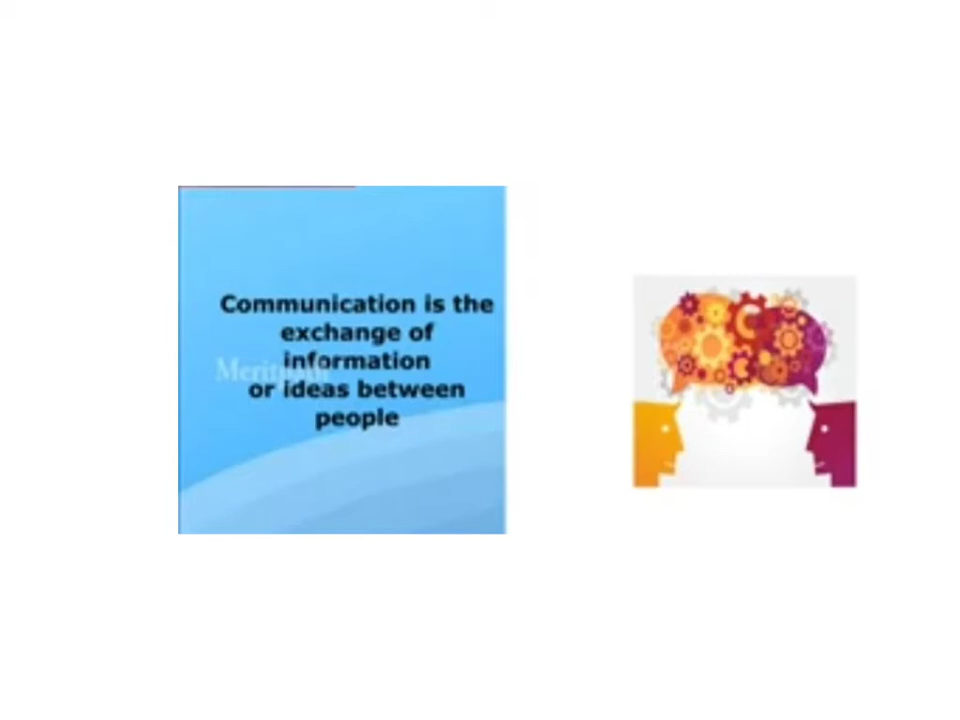 Communication is the
exchange of
information
or ideas between
people